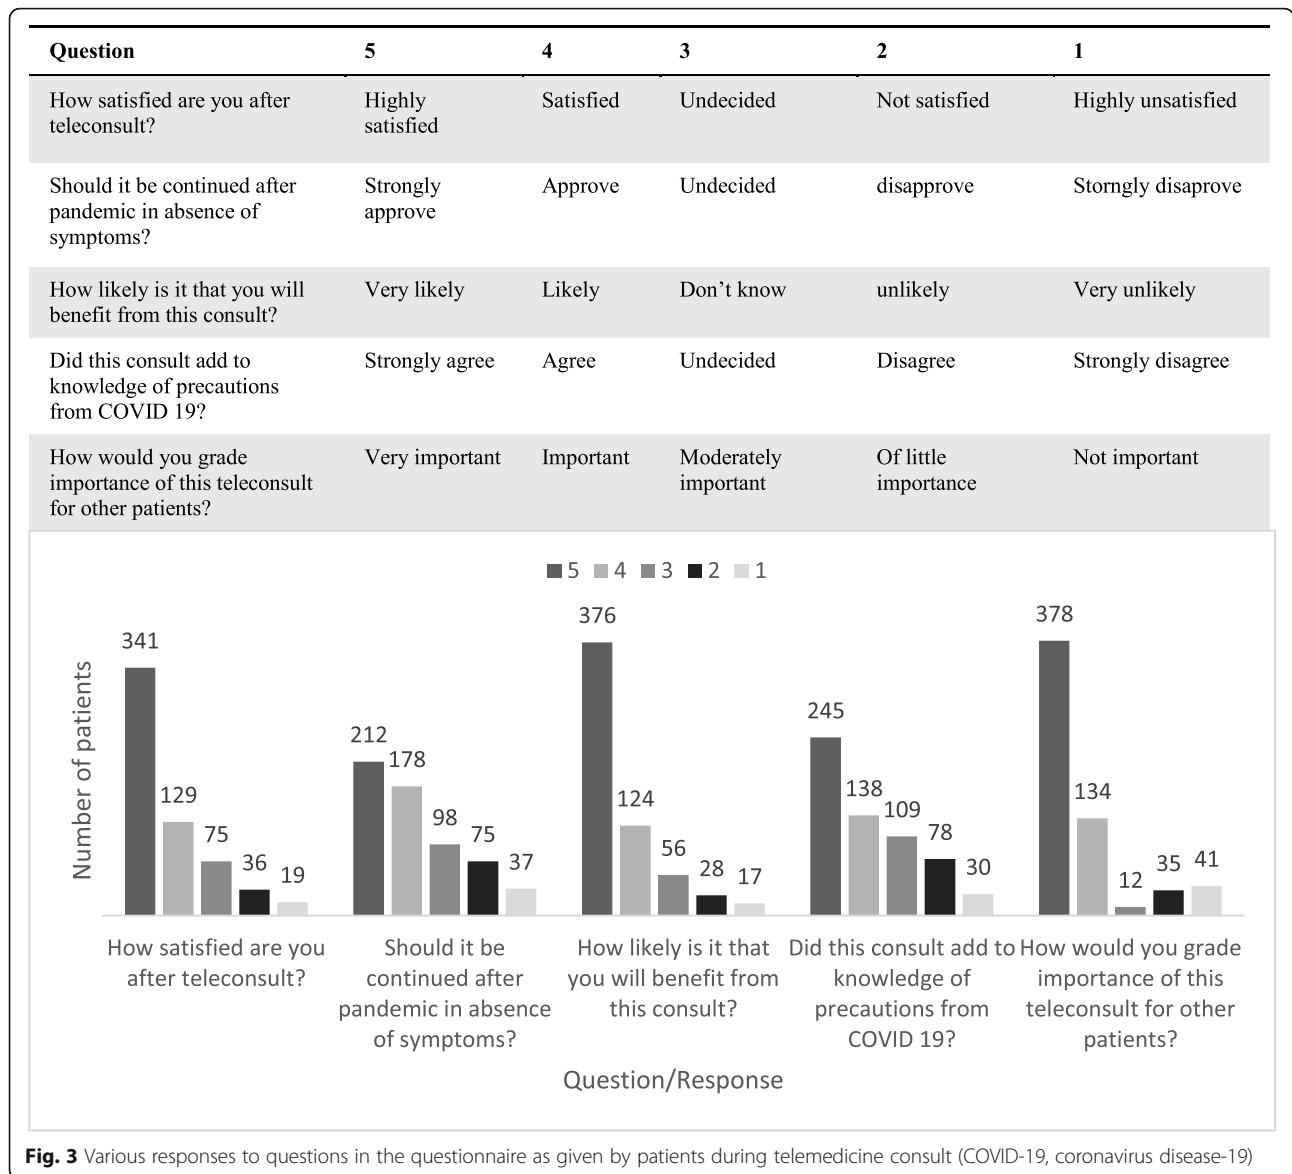 Question 5 4 3 2 1
How satisfied are you after teleconsult? Highly satisfied Satisfied Undecided Not satisfied Highly unsatisfied
Should it be continued after pandemic in absence of symptoms? Strongly approve Approve Undecided disapprove Storngly disaprove
How likely is it that you will benefit from this consult? Very likely Likely Don't know unlikely Very unlikely
Did this consult add to knowledge of precautions from COVID 19? Strongly agree Agree Undecided Disagree Strongly disagree
How would you grade importance of this teleconsult for other patients? Very important Important Moderately important Of little importance Not important
5 4 3 2 1
Number of patients
341 129 75 36 19
212 178 98 75 37
376 124 56 28 17
245 138 109 78 30
378 134 12 35 41
How satisfied are you
after teleconsult?
Should it be
continued after
pandemic in absence
of symptoms?
How likely is it that
you will benefit from
this consult?
Did this consult add to
knowledge of
precautions from
COVID 19?
How would you grade
importance of this
teleconsult for other
patients?
Question/Response
Fig. 3 Various responses to questions in the questionnaire as given by patients during telemedicine consult (COVID-19, coronavirus disease-19)